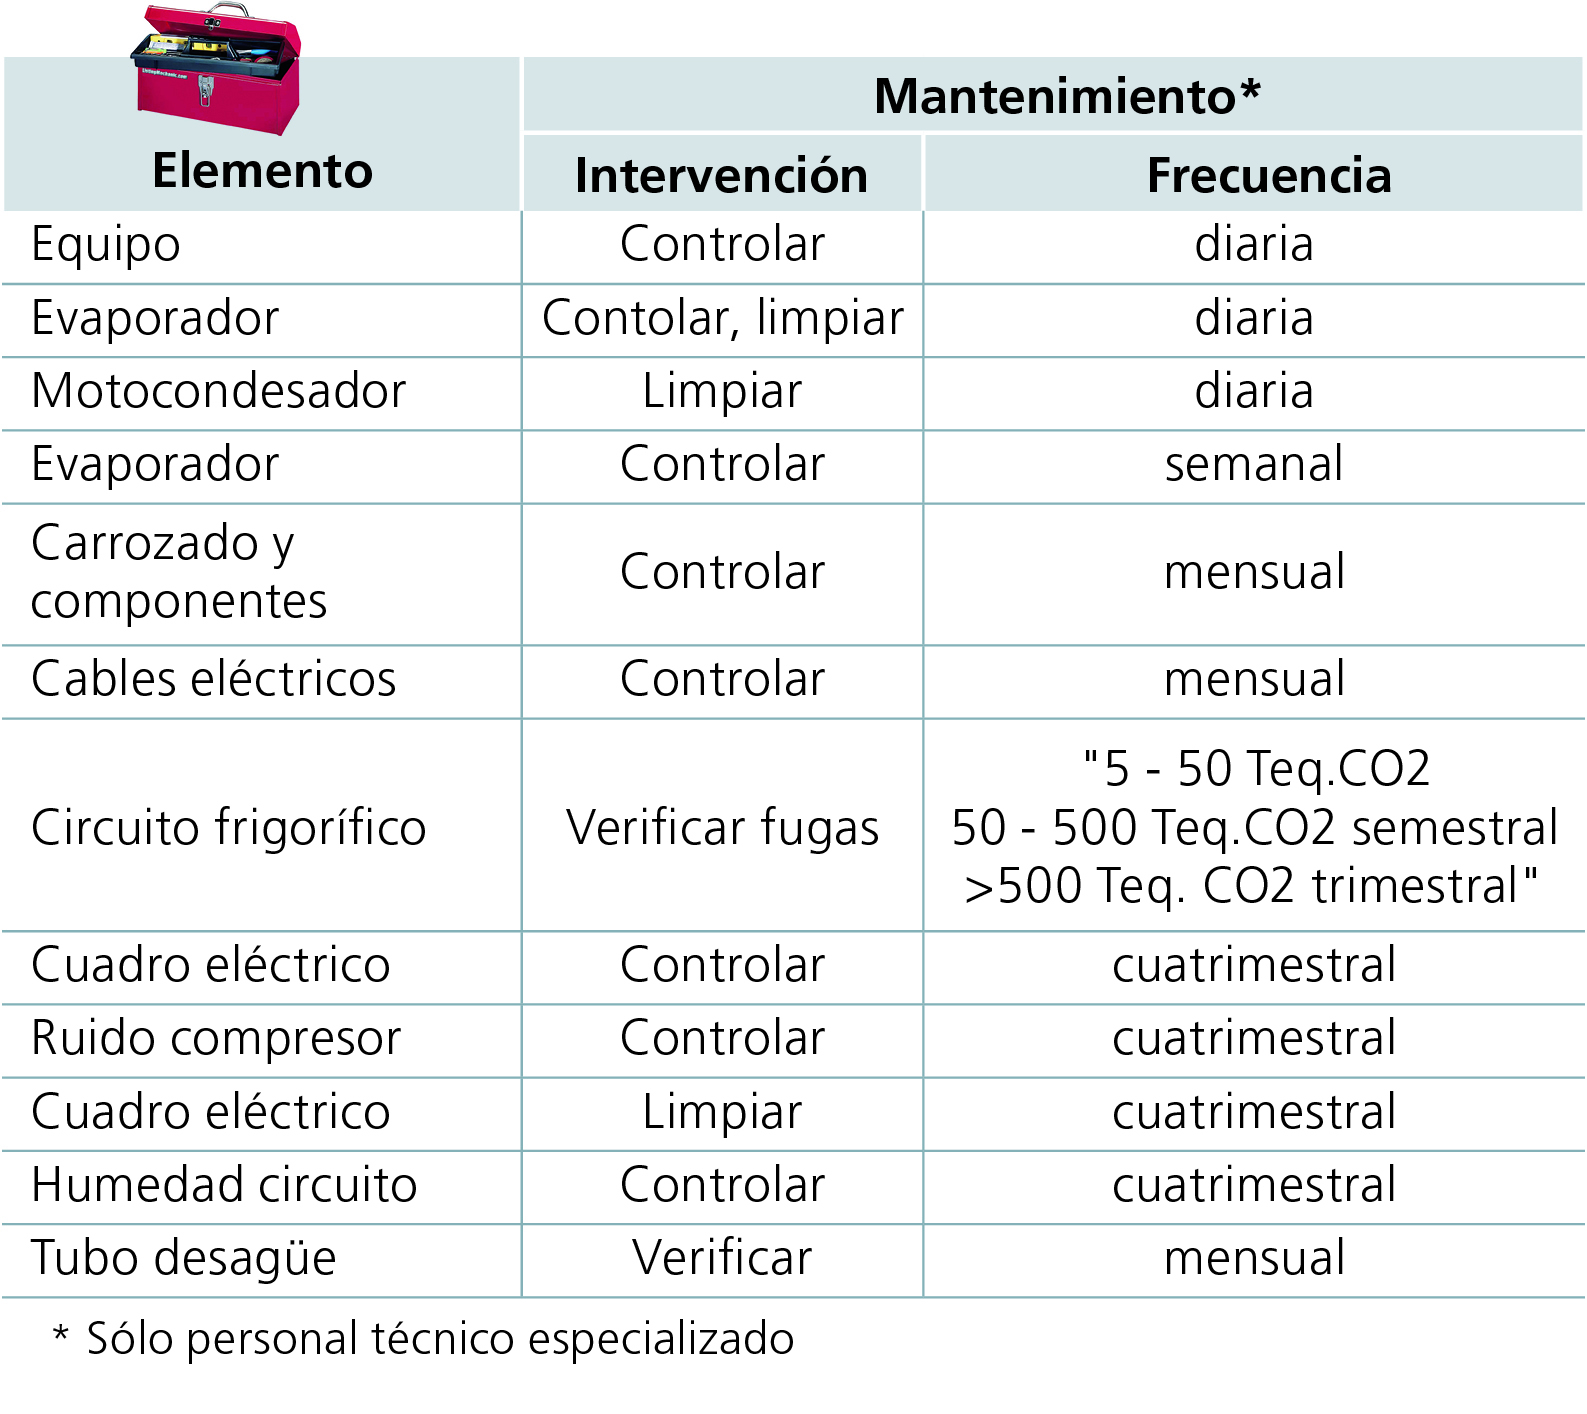 LivingMechanic.com
Mantenimiento*
Elemento Intervención Frecuencia
Equipo Controlar diaria
Evaporador Contolar, limpiar diaria
Motocondesador Limpiar diaria
Evaporador Controlar semanal
Carrozado y
componentes Controlar mensual
Cables eléctricos Controlar mensual
"5 - 50 Teq.CO2
Circuito frigorífico Verificar fugas 50 - 500 Teq.CO2 semestral
>500 Teq. CO2 trimestral"
Cuadro eléctrico Controlar cuatrimestral
Ruido compresor Controlar cuatrimestral
Cuadro eléctrico Limpiar cuatrimestral
Humedad circuito Controlar cuatrimestral
Tubo desagüe Verificar mensual
* Sólo personal técnico especializado